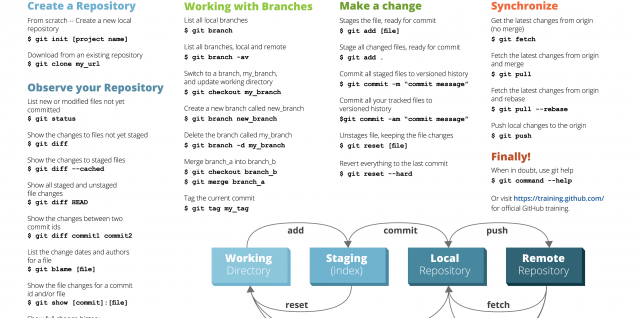 Create a Repository
From scratch -- Create a new local
repository
$ git init [project name]
Download from an existing repository
$ git clone my_url
Observe your Repository
List new or modified files not yet
committed
$ git status
Show the changes to files not yet staged
$ git diff
Show the changes to staged files
$ git diff --cached
Show all staged and unstaged
file changes
$ git diff HEAD
Show the changes between two
commit ids
$ git diff commit1 commit2
List the change dates and authors
for a file
$ git blame [file]
Show the file changes for a commit
id and/or file
$ git show [commit]:[file]
Working with Branches
List all local branches
$ git branch
List all branches, local and remote
$ git branch -av
Switch to a branch, my_branch,
and update working directory
$ git checkout my_branch
Create a new branch called new_branch
$ git branch new_branch
Delete the branch called my_branch
$ git branch -d my_branch
Merge branch_a into branch_b
$ git checkout branch_b
$ git merge branch_a
Tag the current commit
$ git tag my_tag
Make a change
Stages the file, ready for commit
$ git add [file]
Stage all changed files, ready for commit
$ git add .
Commit all staged files to versioned history
$ git commit -m "commit message"
Commit all your tracked files to
versioned history
$git commit -am "commit message"
Unstages file, keeping the file changes
$ git reset [file]
Revert everything to the last commit
$ git reset --hard
Synchronize
Get the latest changes from origin
(no merge)
$ git fetch
Fetch the latest changes from origin
and merge
$ git pull
Fetch the latest changes from origin
and rebase
$ git pull --rebase
Push local changes to the origin
$ git push
Finally!
When in doubt, use git help
$ git command --help
Or visit https://training.github.com/
for official GitHub training.
add
commit
push
Working
Directory
Staging
(index)
Local
Repository
Remote
Repository
reset
fetch